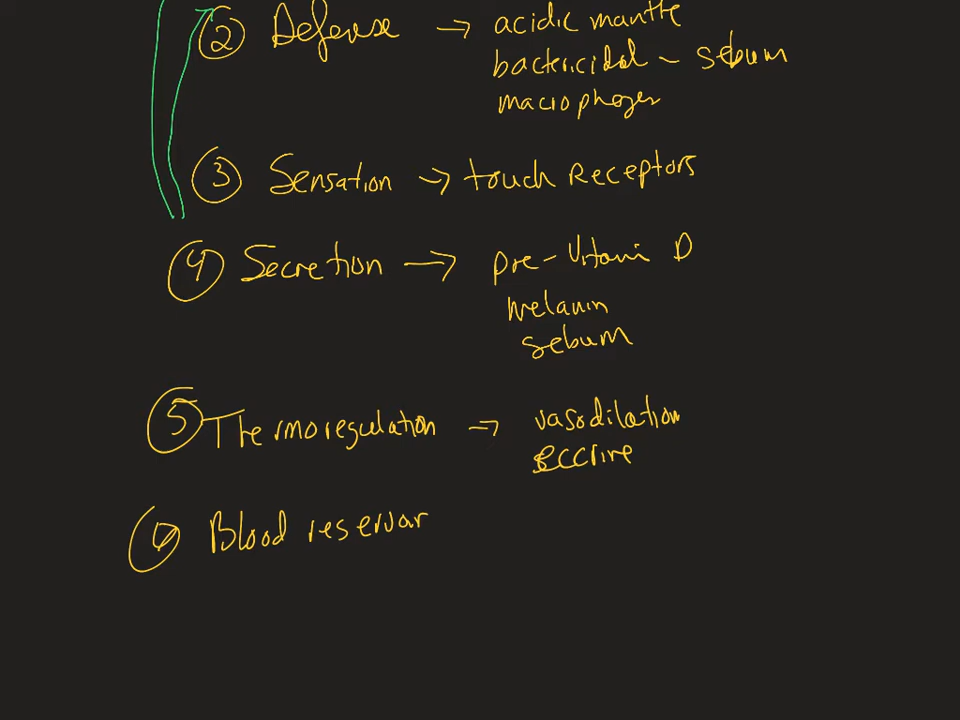 ② Defense → acidic mantle
bactericidal ~ sebum
macrophages
③ Sensation → touch Receptors
④ Secretion → pre-Vitamin D
melanin
sebum
⑤ Thermoregulation → vasodilation
eccrine
⑥ Blood reservar